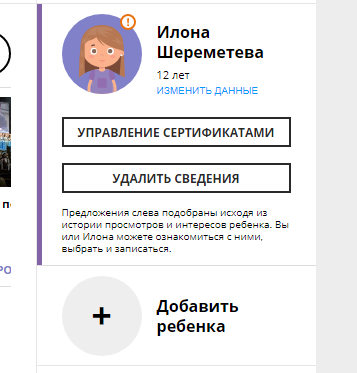 !
Илона
Шереметева
12 лет
ИЗМЕНИТЬ ДАННЫЕ
УПРАВЛЕНИЕ СЕРТИФИКАТАМИ
УДАЛИТЬ СВЕДЕНИЯ
Предложения слева подобраны исходя из
истории просмотров и интересов ребенка. Вы
или Илона можете ознакомиться с ними,
выбрать и записаться.
+
Добавить
ребенка